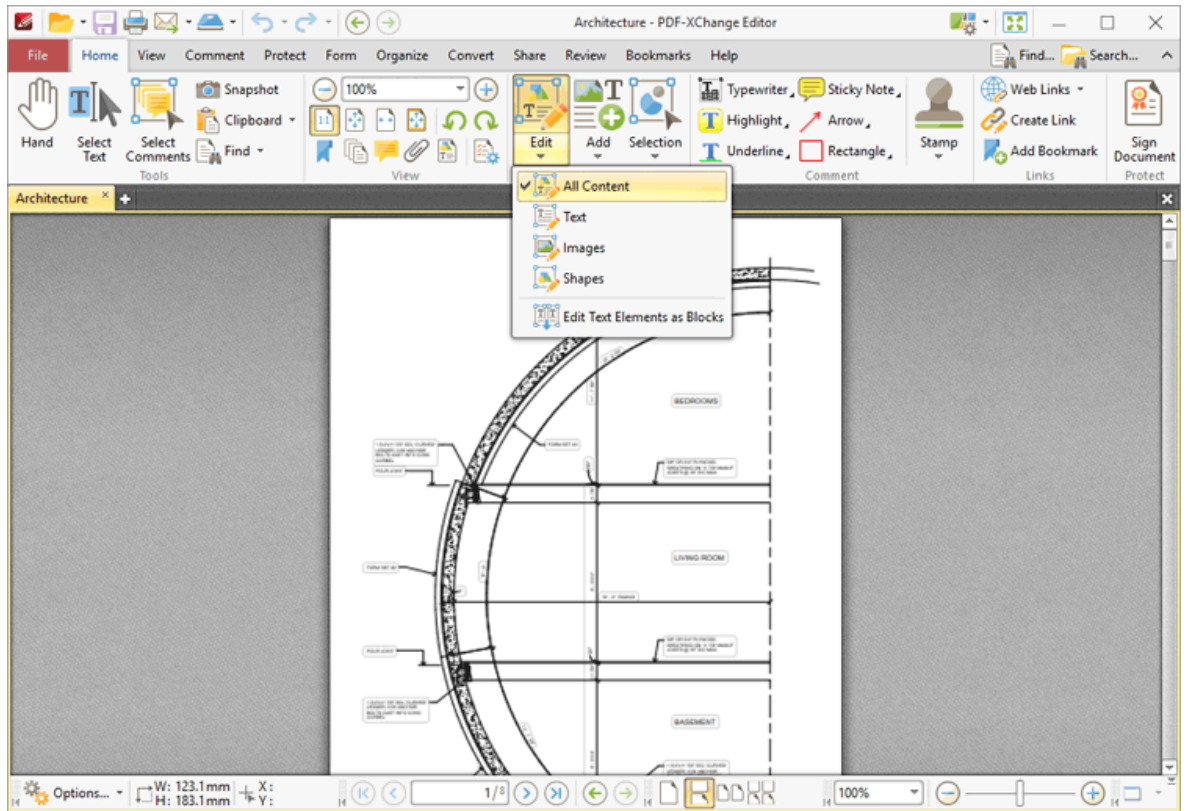 Architecture - PDF-XChange Editor
File Home View Comment Protect Form Organize Convert Share Review Bookmarks Help Find... Search...
Hand
Select Text
Select Comments
Snapshot
Clipboard
Find
Tools
100%
1:1
View
Edit
Add
Selection
Typewriter
Sticky Note
Highlight
Arrow
Underline
Rectangle
Comment
Stamp
Web Links
Create Link
Add Bookmark
Links
Sign Document
Protect
Architecture
All Content
Text
Images
Shapes
Edit Text Elements as Blocks
BEDROOMS
LIVING ROOM
BASEMENT
Options... W: 123.1mm X:
H: 183.1mm Y:
1/8
100%